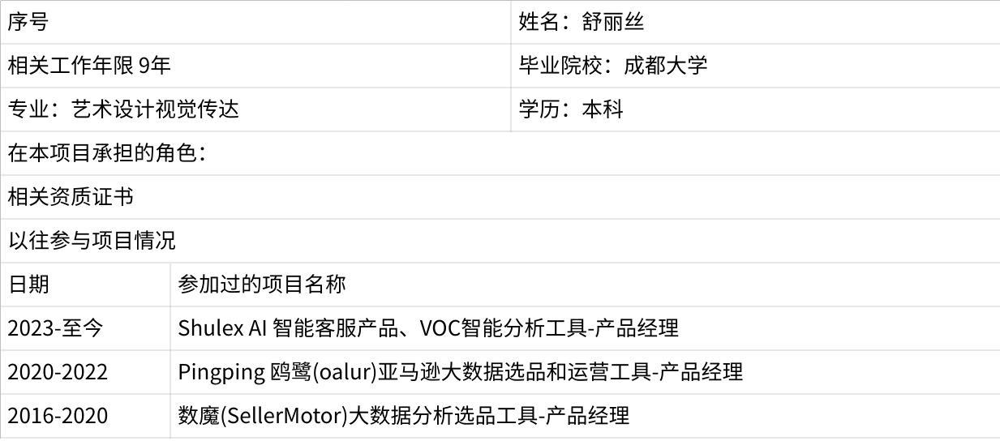 序号 姓名：舒丽丝
相关工作年限 9年 毕业院校：成都大学
专业：艺术设计视觉传达 学历：本科
在本项目承担的角色：
相关资质证书
以往参与项目情况
日期 参加过的项目名称
2023-至今 Shulex AI 智能客服产品、VOC智能分析工具-产品经理
2020-2022 Pingping 鸥鹭(oalur)亚马逊大数据选品和运营工具-产品经理
2016-2020 数魔(SellerMotor)大数据分析选品工具-产品经理